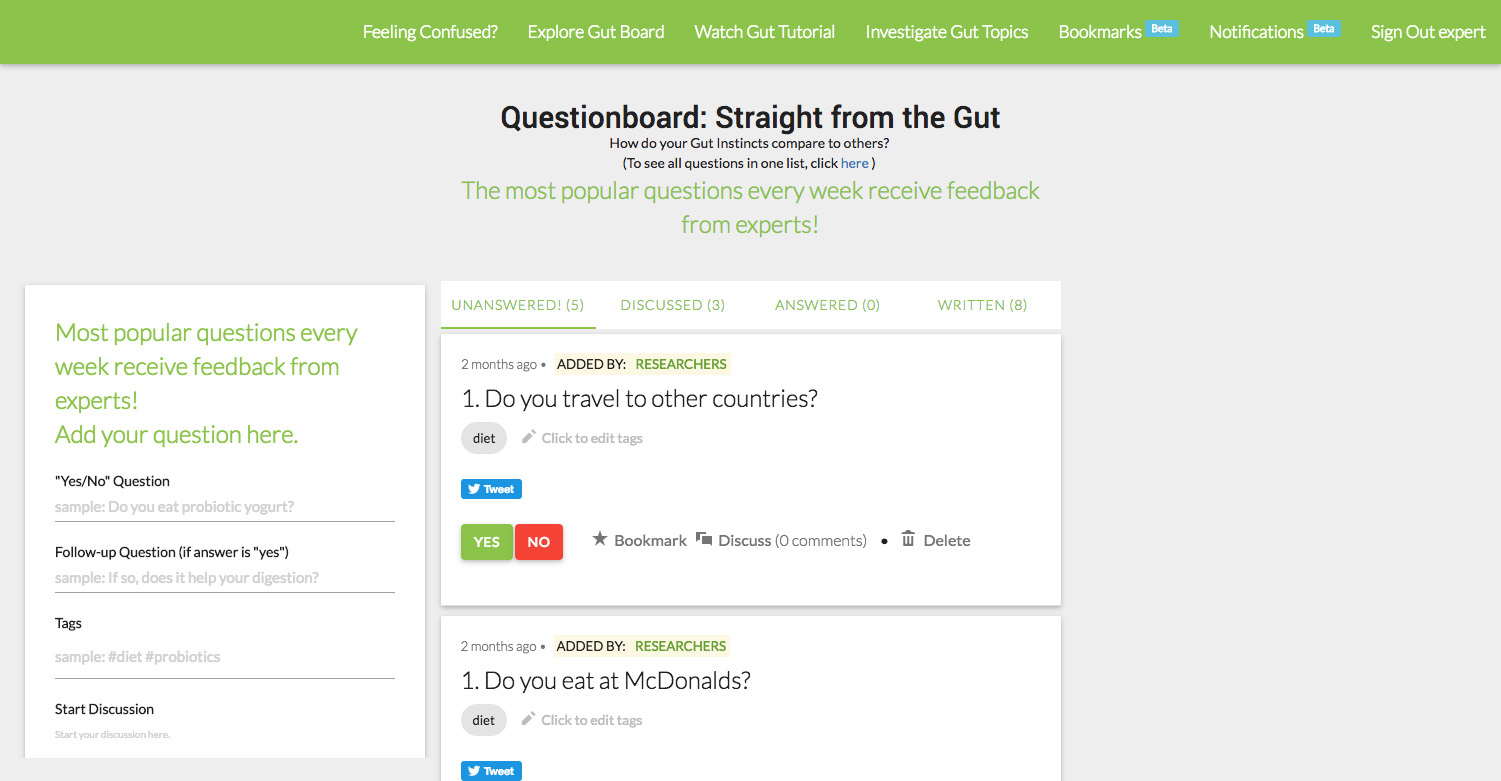 Feeling Confused? Explore Gut Board Watch Gut Tutorial Investigate Gut Topics Bookmarks Beta Notifications Beta Sign Out expert
Questionboard: Straight from the Gut
How do your Gut Instincts compare to others?
(To see all questions in one list, click here )
The most popular questions every week receive feedback
from experts!
Most popular questions every
week receive feedback from
experts!
Add your question here.
"Yes/No" Question
sample: Do you eat probiotic yogurt?
Follow-up Question (if answer is "yes")
sample: If so, does it help your digestion?
Tags
sample: #diet #probiotics
Start Discussion
Start your discussion here.
UNANSWERED! (5) DISCUSSED (3) ANSWERED (0) WRITTEN (8)
2 months ago • ADDED BY: RESEARCHERS
1. Do you travel to other countries?
diet Click to edit tags
Tweet
YES NO Bookmark Discuss (0 comments) • Delete
2 months ago • ADDED BY: RESEARCHERS
1. Do you eat at McDonalds?
diet Click to edit tags
Tweet